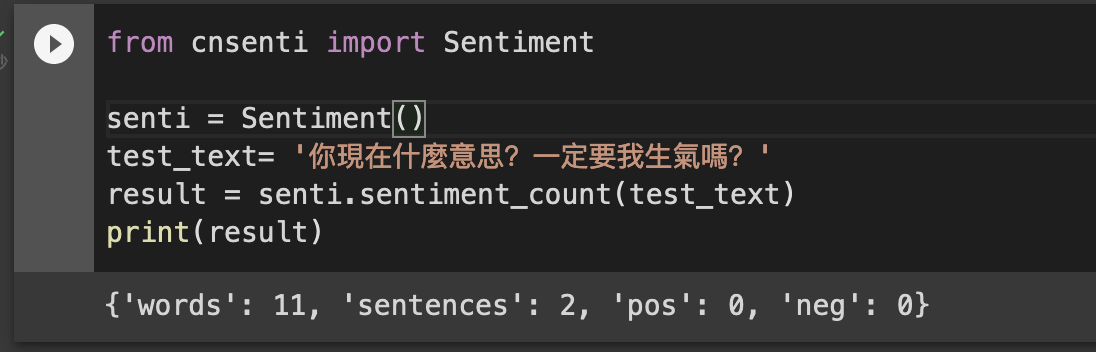 from cnsenti import Sentiment
senti = Sentiment()
test_text= '你現在什麼意思？一定要我生氣嗎？'
result = senti.sentiment_count(test_text)
print(result)
{'words': 11, 'sentences': 2, 'pos': 0, 'neg': 0}